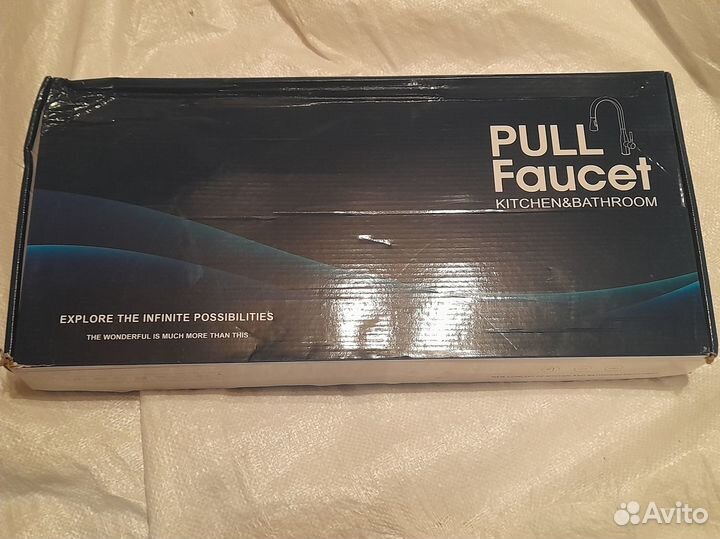 PULL
Faucet
KITCHEN&BATHROOM
EXPLORE THE INFINITE POSSIBILITIES
THE WONDERFUL IS MUCH MORE THAN THIS
Avito